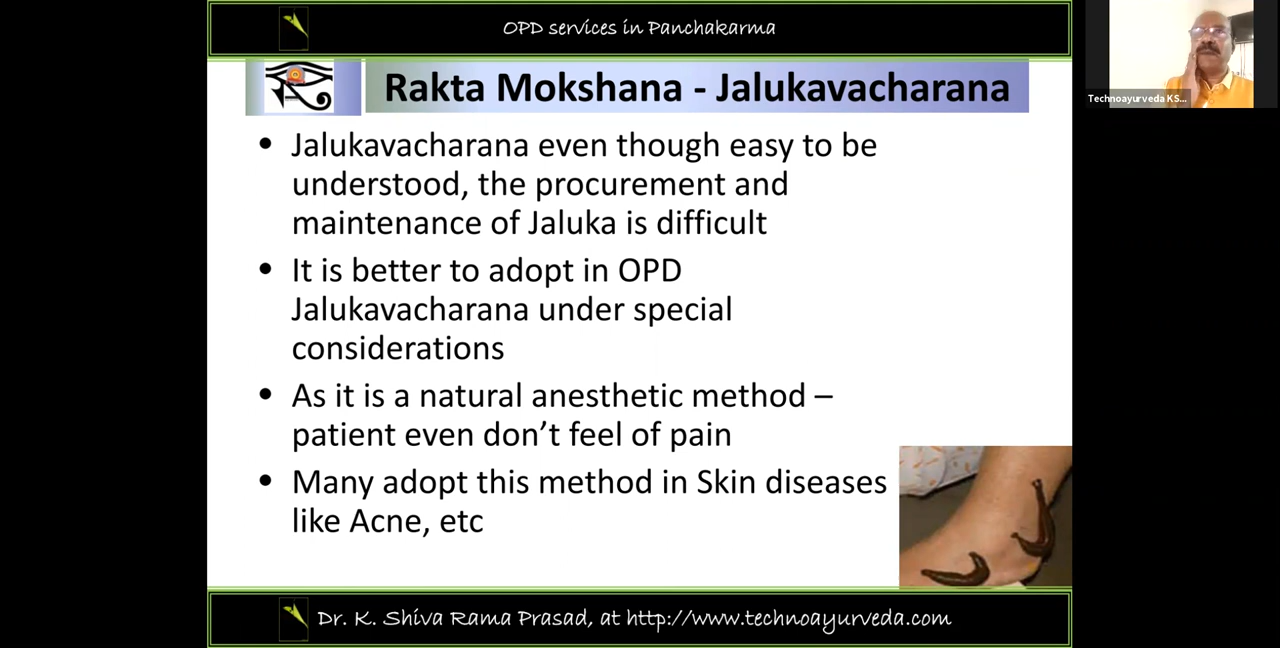 OPD services in Panchakarma
Technoayurveda KS...
Rakta Mokshana - Jalukavacharana
• Jalukavacharana even though easy to be
understood, the procurement and
maintenance of Jaluka is difficult
• It is better to adopt in OPD
Jalukavacharana under special
considerations
• As it is a natural anesthetic method –
patient even don't feel of pain
• Many adopt this method in Skin diseases
like Acne, etc
Dr. K. Shiva Rama Prasad, at http://www.technoayurveda.com